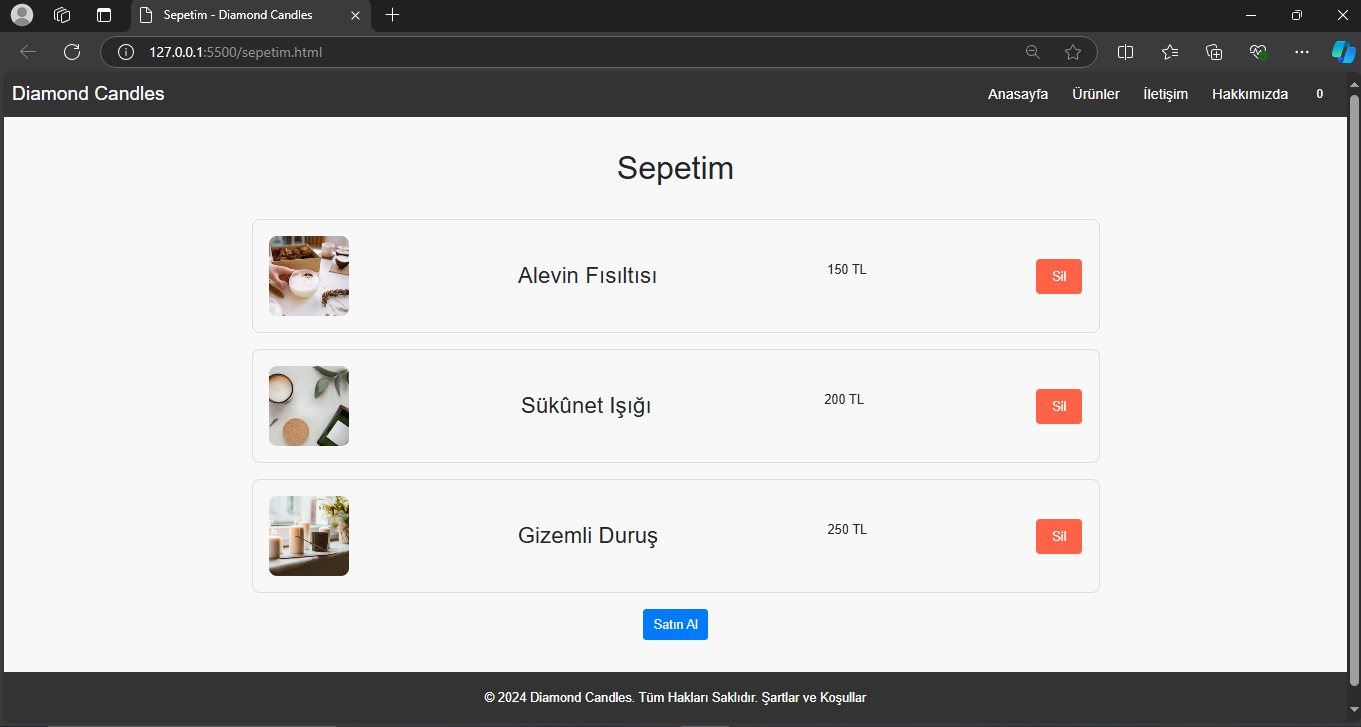 Sepetim - Diamond Candles
127.0.0.1:5500/sepetim.html
Diamond Candles Anasayfa Ürünler İletişim Hakkımızda 0
Sepetim
Alevin Fısıltısı 150 TL Sil
Sükûnet Işığı 200 TL Sil
Gizemli Duruş 250 TL Sil
Satın Al
© 2024 Diamond Candles. Tüm Hakları Saklıdır. Şartlar ve Koşullar